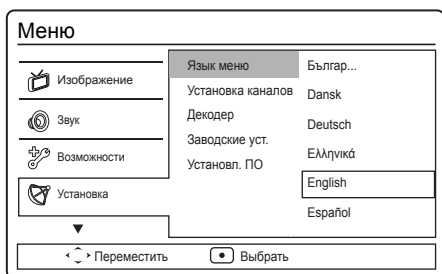 Меню
Изображение
Звук
Возможности
Установка
Язык меню
Установка каналов
Декодер
Заводские уст.
Установл. ПО
Българ...
Dansk
Deutsch
Ελληνικά
English
Español
Переместить
Выбрать